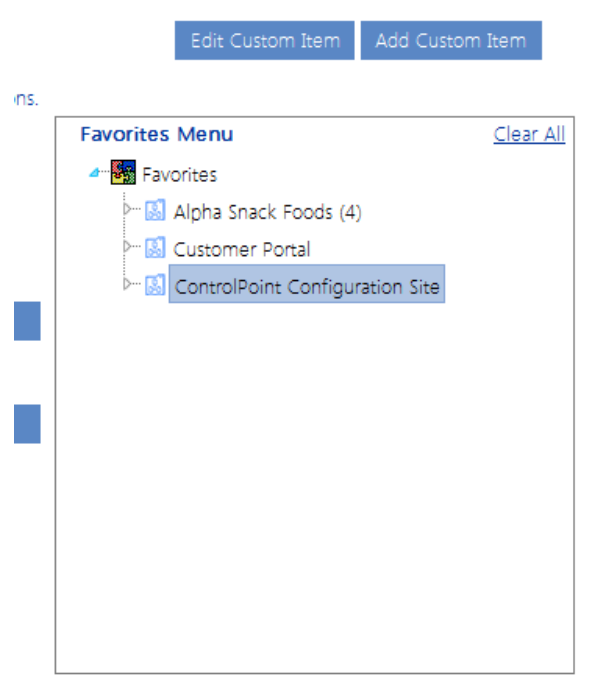 Edit Custom Item Add Custom Item
ons.
Favorites Menu Clear All
Favorites
Alpha Snack Foods (4)
Customer Portal
ControlPoint Configuration Site